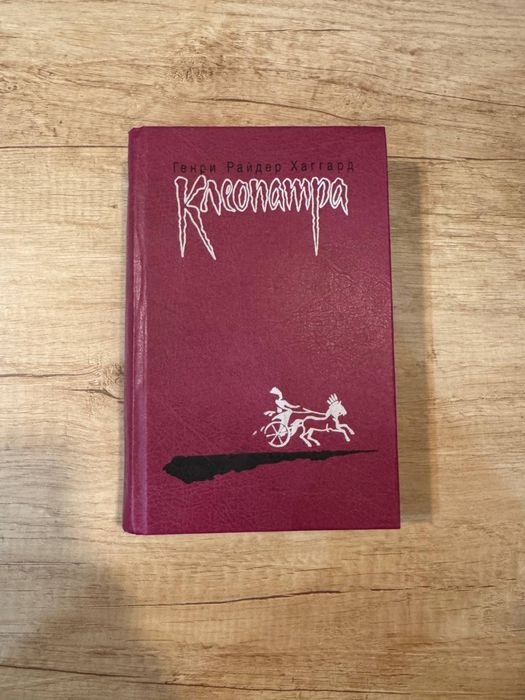 Генри Райдер Хаггард
Клеопатра